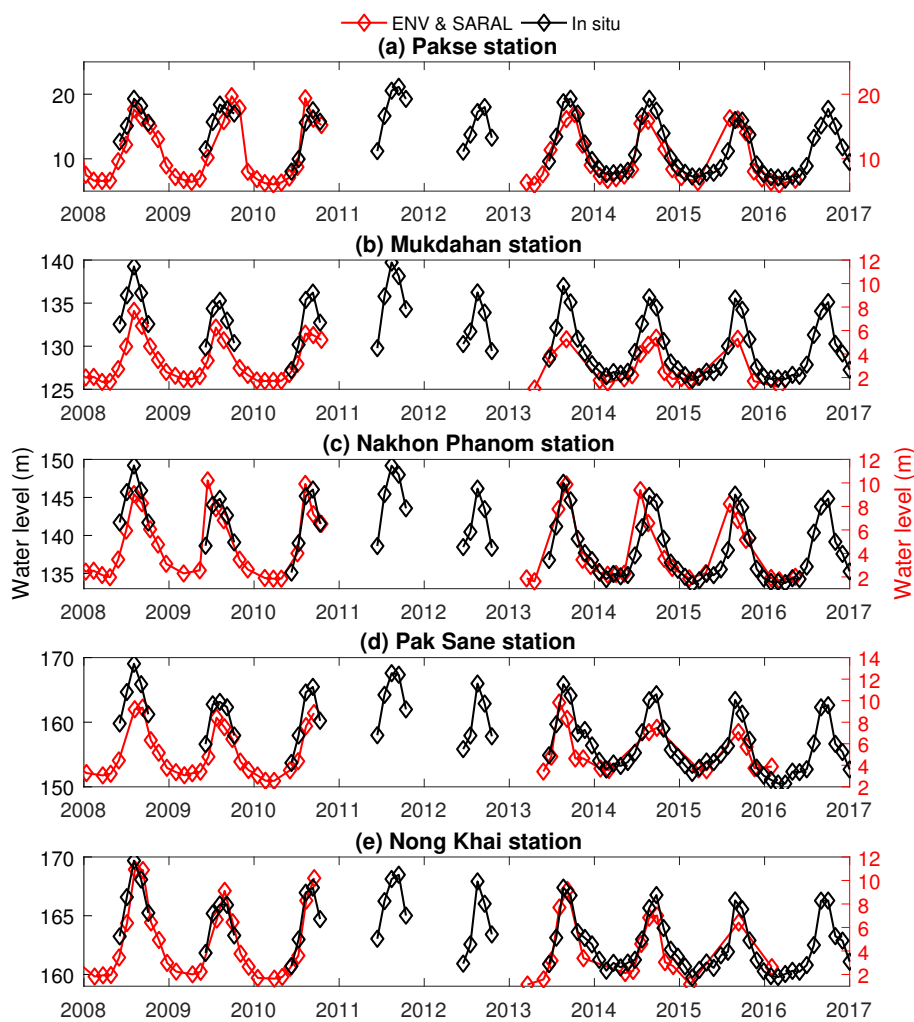 ENV & SARAL In situ
(a) Pakse station
20 20
10 10
2008 2009 2010 2011 2012 2013 2014 2015 2016 2017
(b) Mukdahan station
140 12
10
135 8
130 6
4
125 2
2008 2009 2010 2011 2012 2013 2014 2015 2016 2017
(c) Nakhon Phanom station
150 12
10
145 8
140 6
4
135 2
2008 2009 2010 2011 2012 2013 2014 2015 2016 2017
Water level (m) Water level (m)
(d) Pak Sane station
170 14
12
10
160 8
6
4
150 2
2008 2009 2010 2011 2012 2013 2014 2015 2016 2017
(e) Nong Khai station
170 12
10
8
165 6
4
160 2
2008 2009 2010 2011 2012 2013 2014 2015 2016 2017